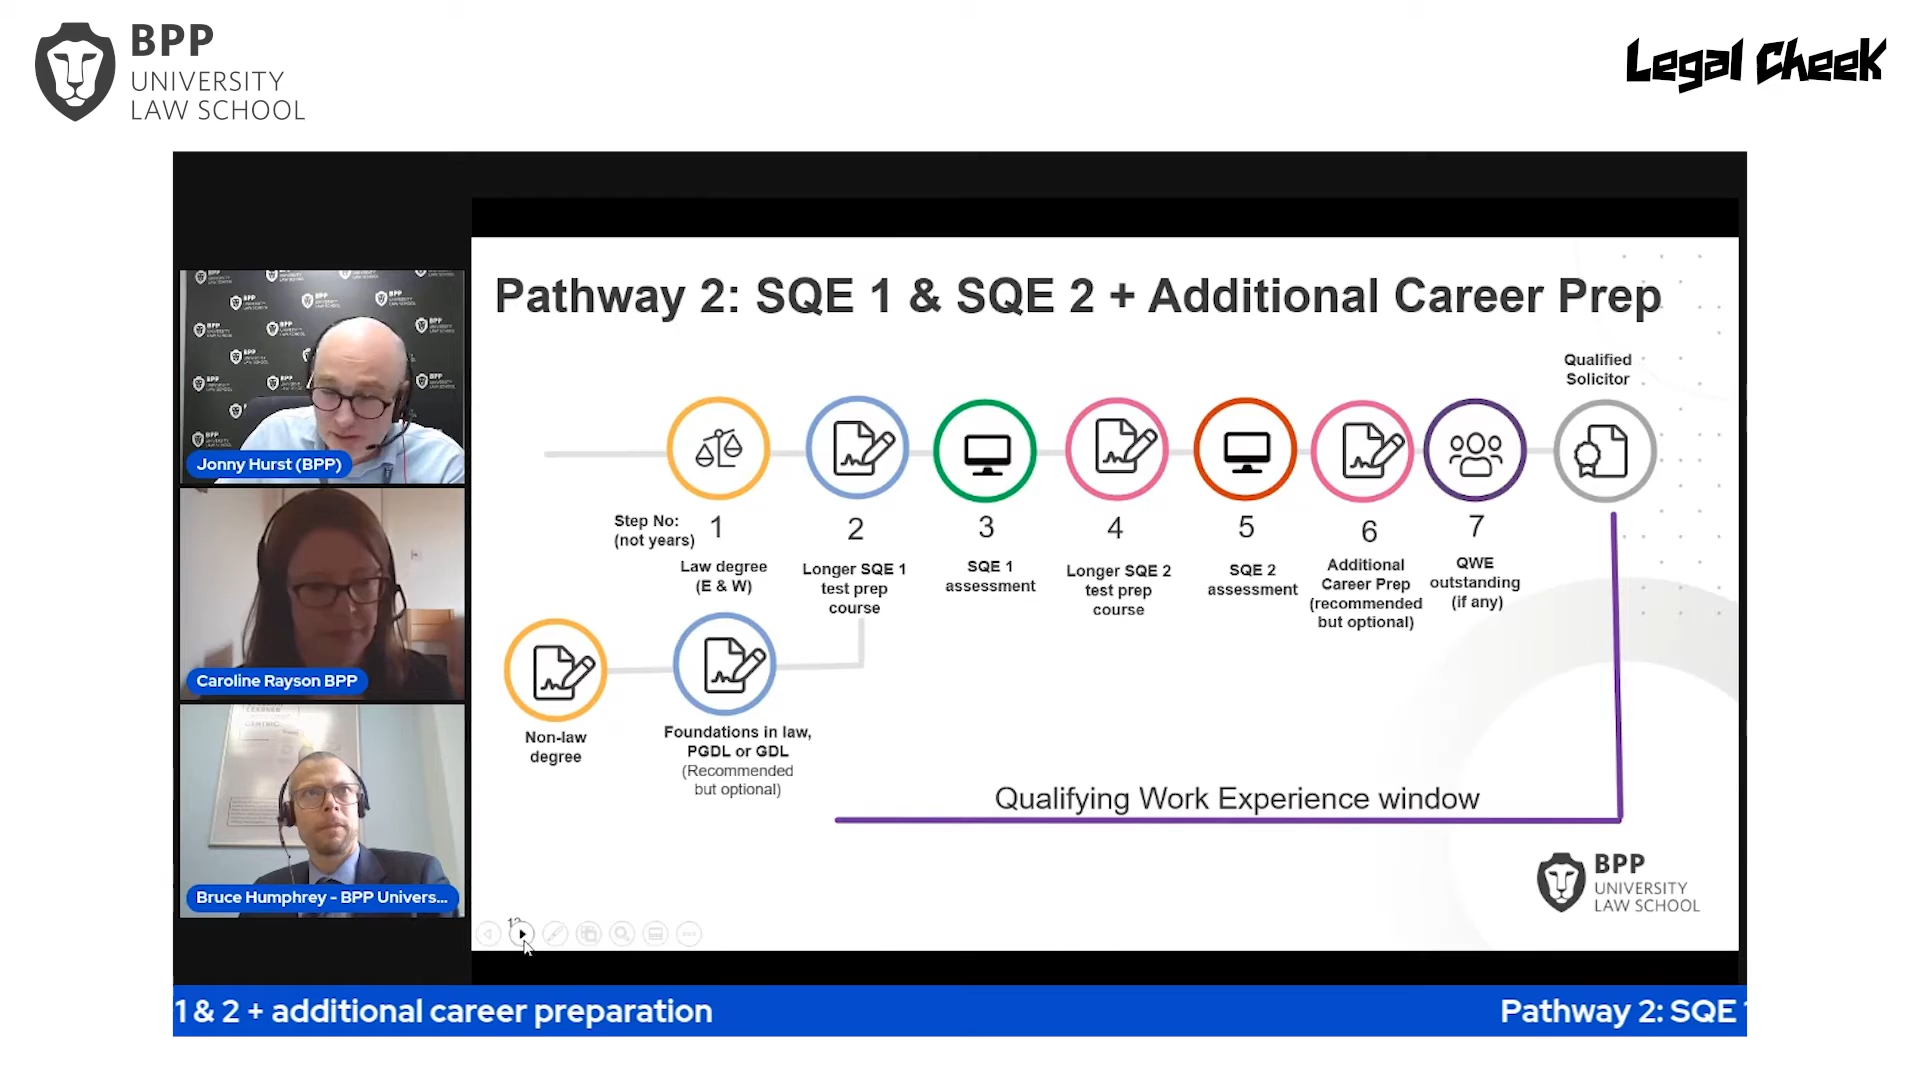 BPP
UNIVERSITY
LAW SCHOOL
Legal Cheek
Jonny Hurst (BPP)
Caroline Rayson BPP
Bruce Humphrey - BPP Univers...
Pathway 2: SQE 1 & SQE 2 + Additional Career Prep
Qualified
Solicitor
Step No:
(not years)
1
Law degree
(E & W)
2
Longer SQE 1
test prep
course
3
SQE 1
assessment
4
Longer SQE 2
test prep
course
5
SQE 2
assessment
6
Additional
Career Prep
(recommended
but optional)
7
QWE
outstanding
(if any)
Non-law
degree
Foundations in law,
PGDL or GDL
(Recommended
but optional)
Qualifying Work Experience window
BPP
UNIVERSITY
LAW SCHOOL
1 & 2 + additional career preparation
Pathway 2: SQE